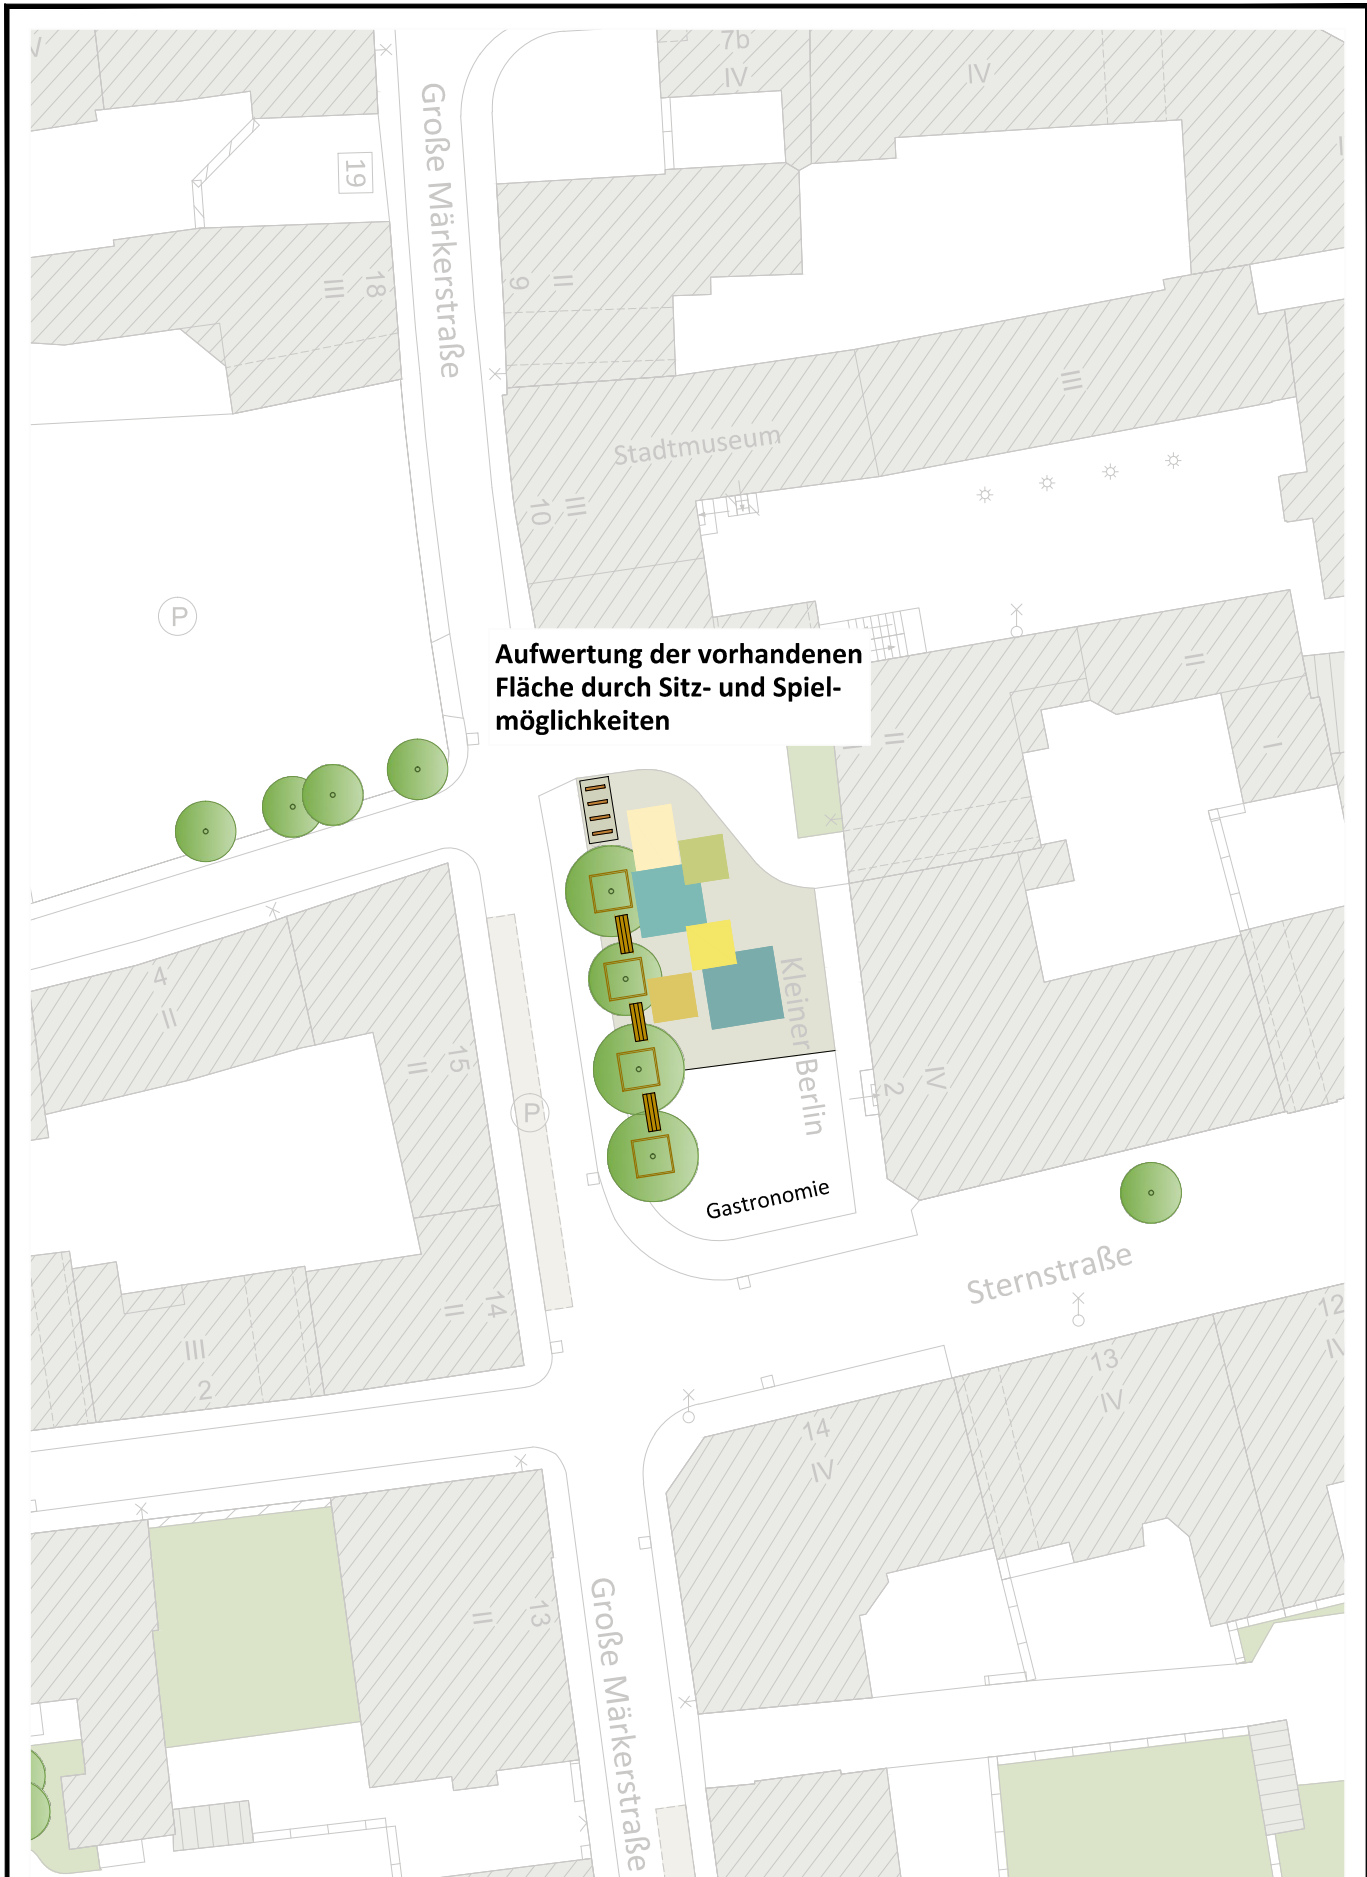 V
7b
IV
IV
Große Märkerstraße
19
18
III
9
II
III
Stadtmuseum
10
III
P
Aufwertung der vorhandenen
Fläche durch Sitz- und Spiel-
möglichkeiten
II
II
I
4
II
II
15
Kleiner Berlin
P
2
IV
Gastronomie
Sternstraße
II
14
III
2
12
IV
13
IV
14
IV
II
13
Große Märkerstraße